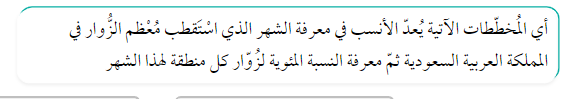 أي المُخطّطات الآتية يُعدّ الأنسب في معرفة الشهر الذي اسْتَقطب مُعْظم الزُّوار في
المملكة العربية السعودية ثمّ معرفة النسبة المئوية لزُوّار كل منطقة لهذا الشهر